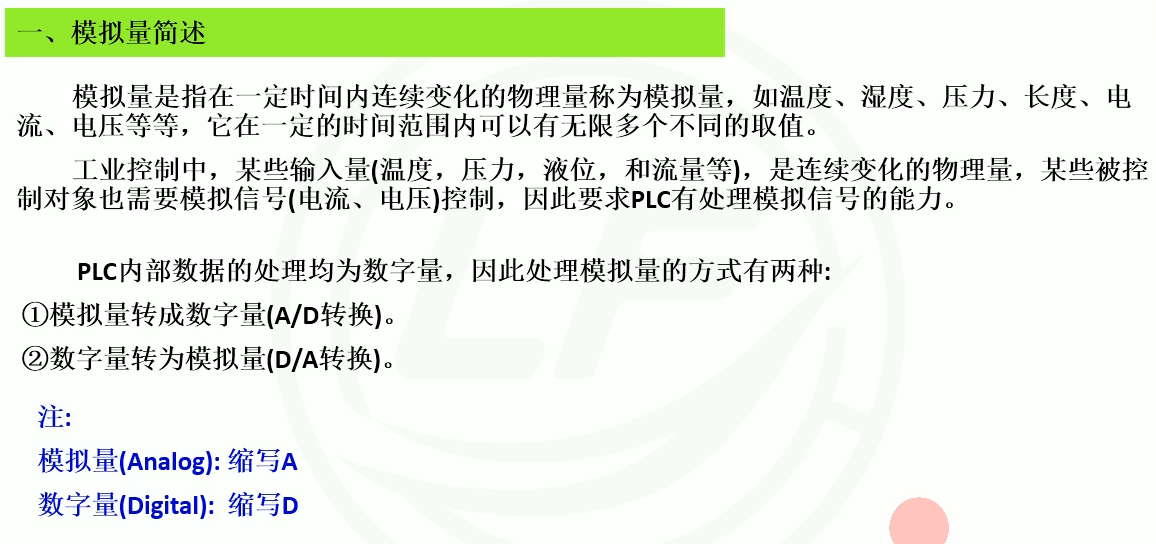 一、模拟量简述
模拟量是指在一定时间内连续变化的物理量称为模拟量，如温度、湿度、压力、长度、电
流、电压等等，它在一定的时间范围内可以有无限多个不同的取值。
工业控制中，某些输入量(温度，压力，液位，和流量等)，是连续变化的物理量，某些被控
制对象也需要模拟信号(电流、电压)控制，因此要求PLC有处理模拟信号的能力。
PLC内部数据的处理均为数字量，因此处理模拟量的方式有两种:
①模拟量转成数字量(A/D转换)。
②数字量转为模拟量(D/A转换)。
注:
模拟量(Analog): 缩写A
数字量(Digital): 缩写D